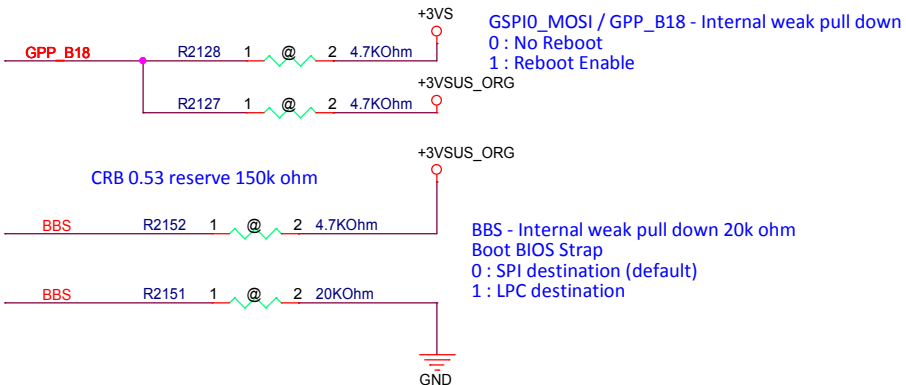 +3VS
GSPI0_MOSI / GPP_B18 - Internal weak pull down
0 : No Reboot
1 : Reboot Enable
GPP_B18 R2128 1 @ 2 4.7KOhm
+3VSUS_ORG
R2127 1 @ 2 4.7KOhm
+3VSUS_ORG
CRB 0.53 reserve 150k ohm
BBS R2152 1 @ 2 4.7KOhm
BBS - Internal weak pull down 20k ohm
Boot BIOS Strap
0 : SPI destination (default)
1 : LPC destination
BBS R2151 1 @ 2 20KOhm
GND